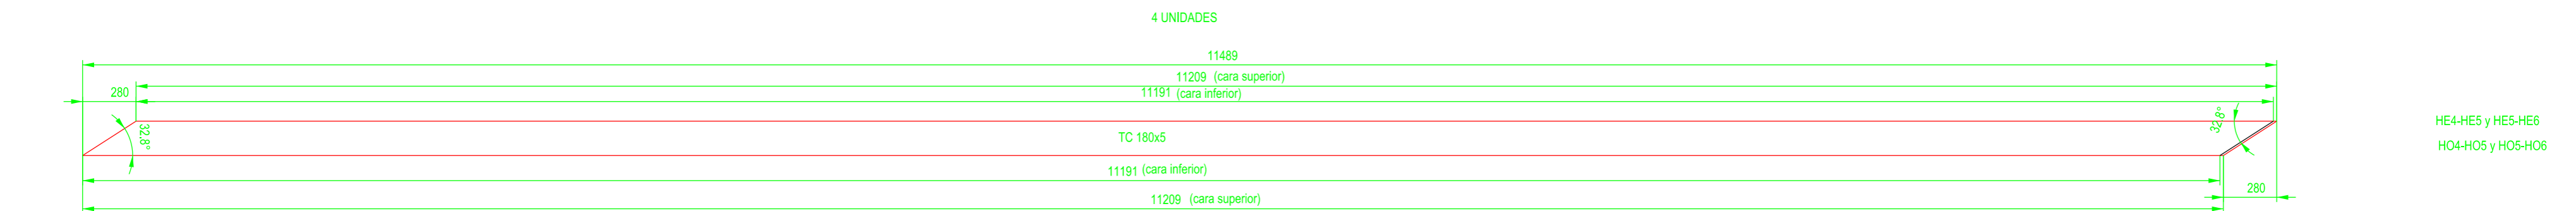 4 UNIDADES
11489
11209 (cara superior)
280
11191 (cara inferior)
32.8°
32.8°
TC 180x5
HE4-HE5 y HE5-HE6
HO4-HO5 y HO5-HO6
11191 (cara inferior)
280
11209 (cara superior)